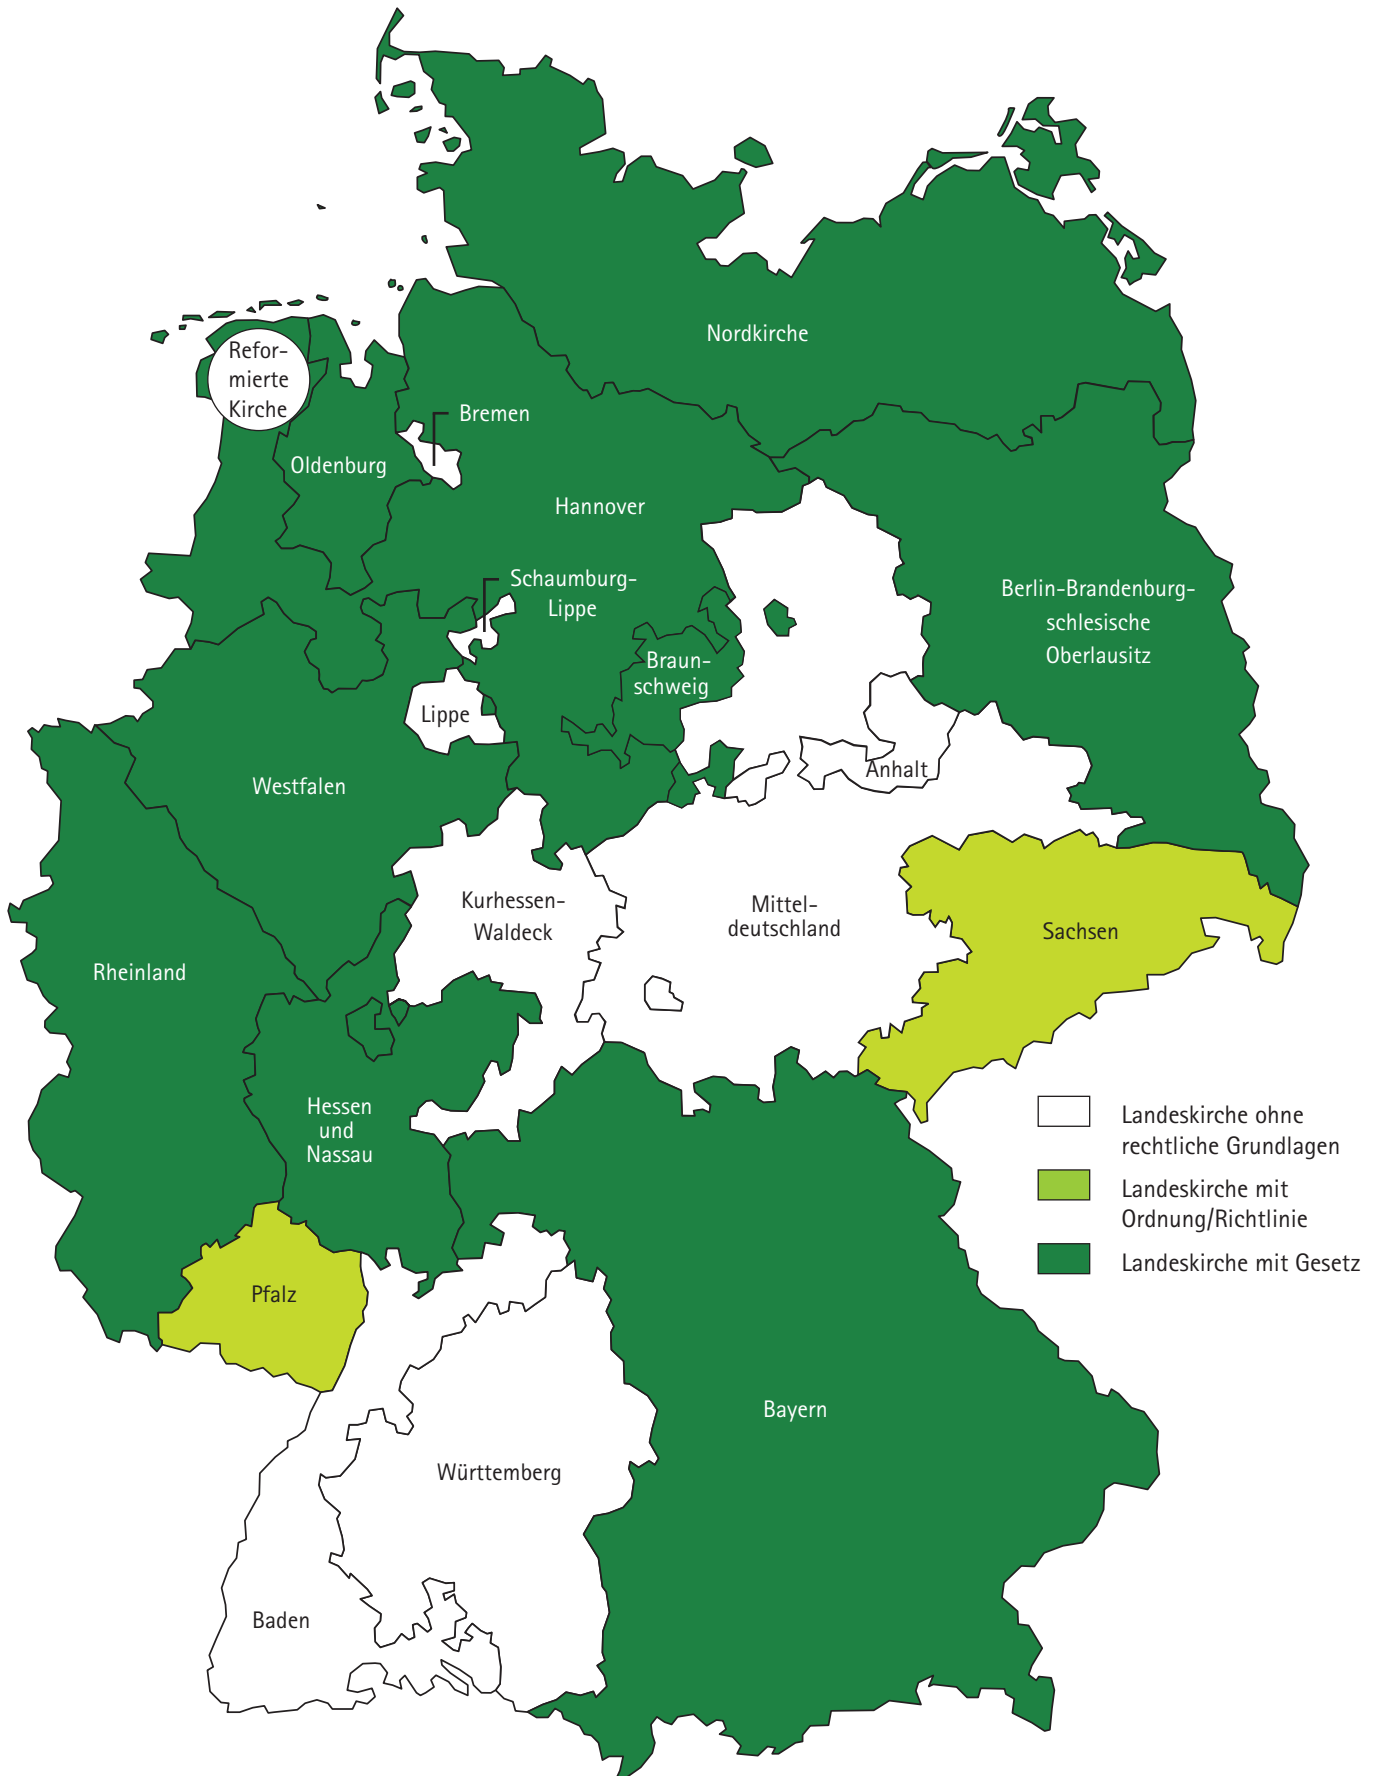 Nordkirche
Refor-
mierte
Kirche
Bremen
Oldenburg
Hannover
Schaumburg-
Lippe
Berlin-Brandenburg-
schlesische
Oberlausitz
Braun-
schweig
Lippe
Anhalt
Westfalen
Kurhessen-
Waldeck
Mittel-
deutschland
Sachsen
Rheinland
Hessen
und
Nassau
Landeskirche ohne
rechtliche Grundlagen
Landeskirche mit
Ordnung/Richtlinie
Landeskirche mit Gesetz
Pfalz
Bayern
Württemberg
Baden